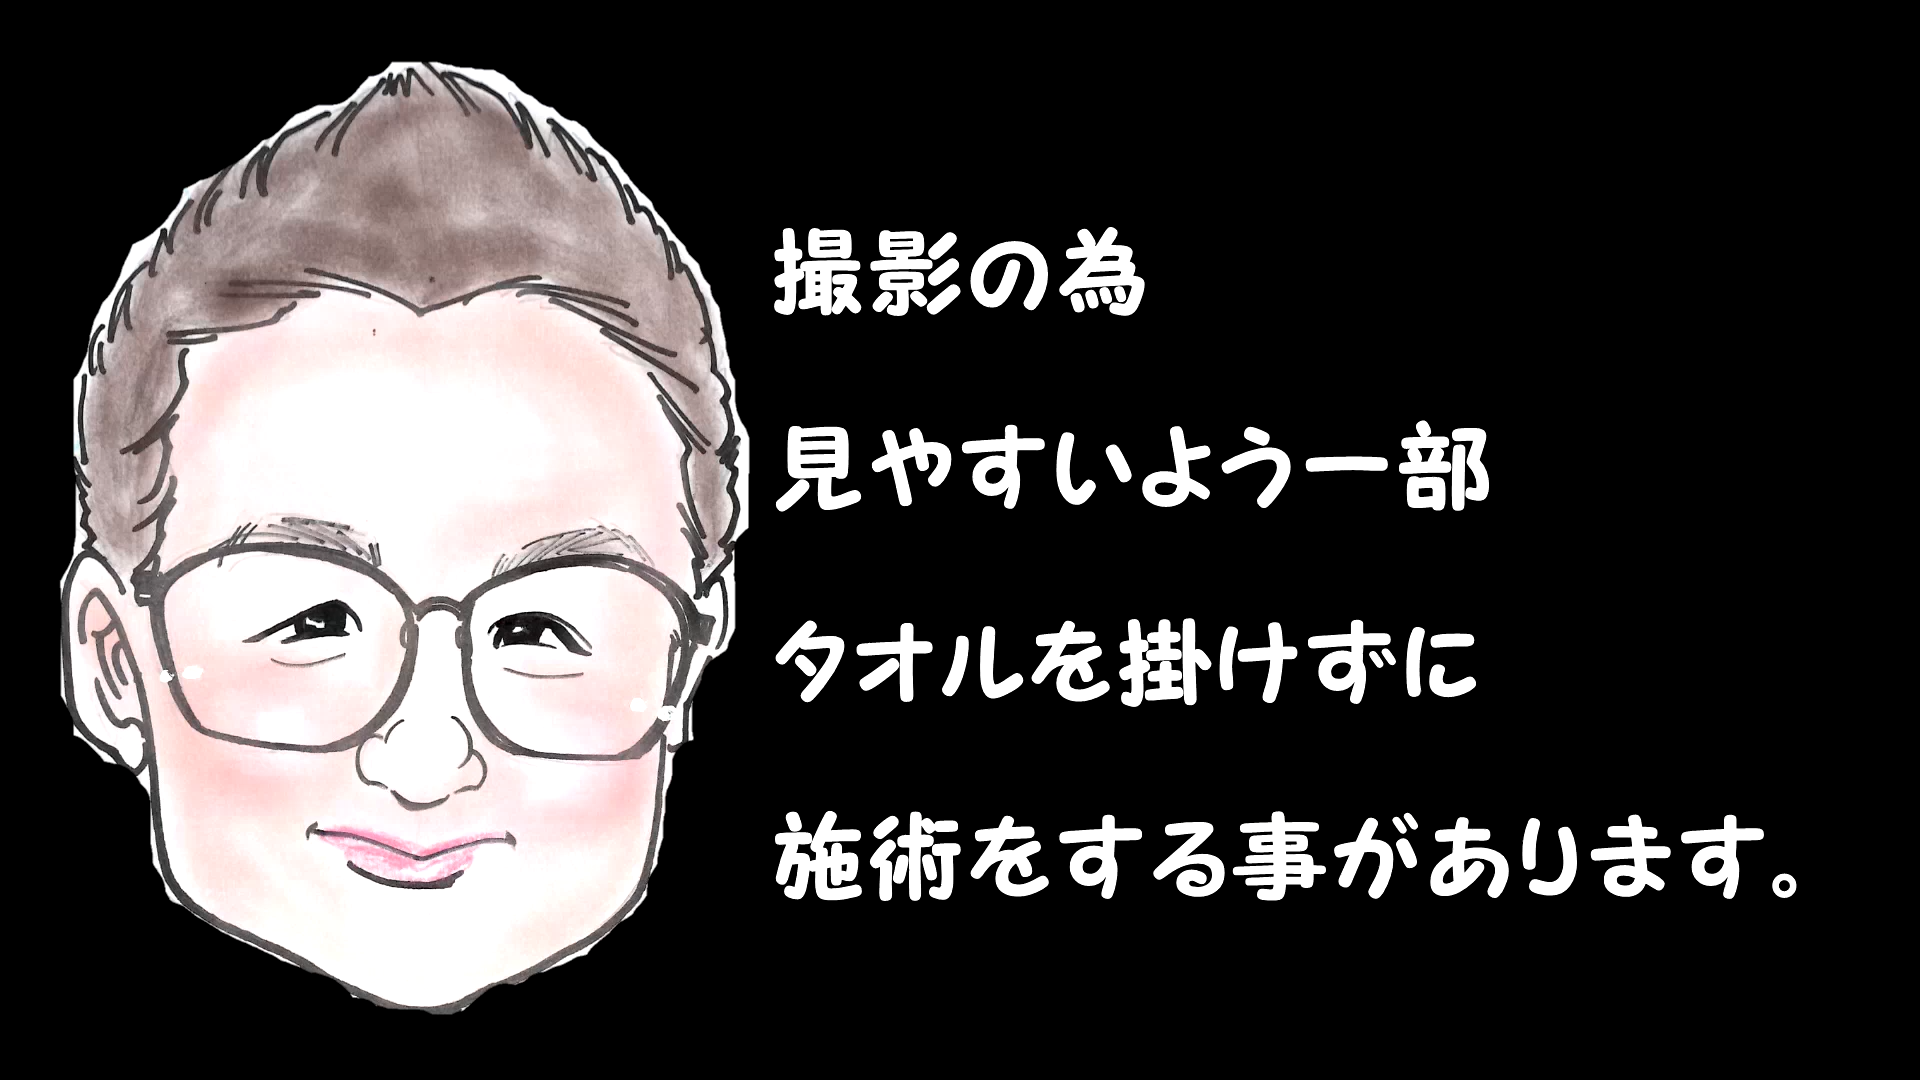 撮影の為
見やすいよう一部
タオルを掛けずに
施術をする事があります。